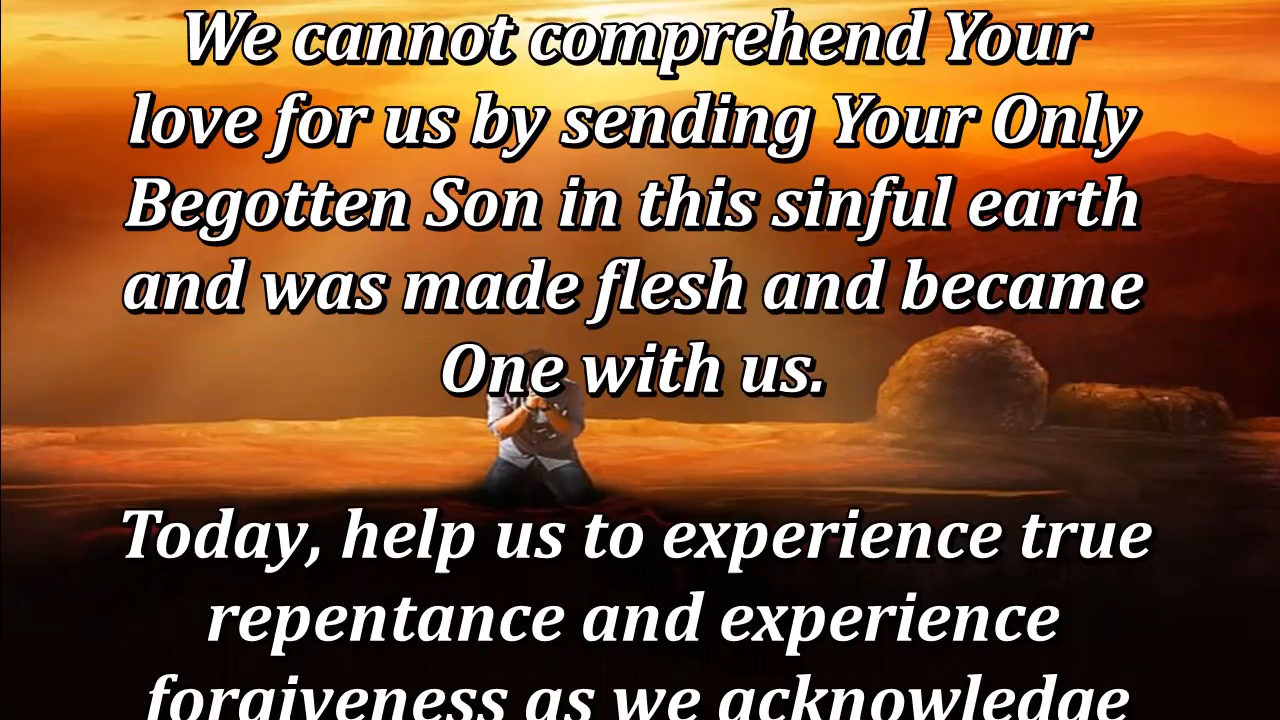 We cannot comprehend Your
love for us by sending Your Only
Begotten Son in this sinful earth
and was made flesh and became
One with us.
Today, help us to experience true
repentance and experience
forgiveness as we acknowledge